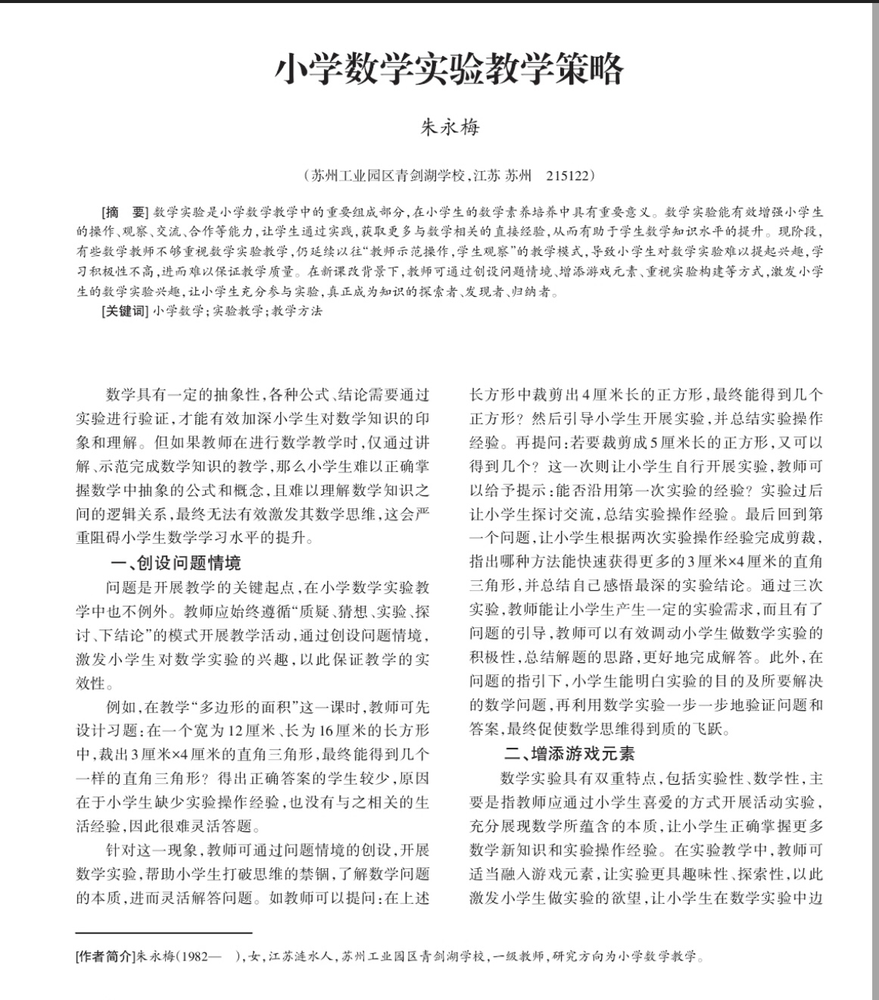 小学数学实验教学策略
朱永梅
（苏州工业园区青剑湖学校，江苏 苏州　215122）
［摘　要］数学实验是小学数学教学中的重要组成部分，在小学生的数学素养培养中具有重要意义。数学实验能有效增强小学生
的操作、观察、交流、合作等能力，让学生通过实践，获取更多与数学相关的直接经验，从而有助于学生数学知识水平的提升。现阶段，
有些数学教师不够重视数学实验教学，仍延续以往“教师示范操作，学生观察”的教学模式，导致小学生对数学实验难以提起兴趣，学
习积极性不高，进而难以保证教学质量。在新课改背景下，教师可通过创设问题情境、增添游戏元素、重视实验构建等方式，激发小学
生的数学实验兴趣，让小学生充分参与实验，真正成为知识的探索者、发现者、归纳者。
［关键词］小学数学；实验教学；教学方法
数学具有一定的抽象性，各种公式、结论需要通过
实验进行验证，才能有效加深小学生对数学知识的印
象和理解。但如果教师在进行数学教学时，仅通过讲
解、示范完成数学知识的教学，那么小学生难以正确掌
握数学中抽象的公式和概念，且难以理解数学知识之
间的逻辑关系，最终无法有效激发其数学思维，这会严
重阻碍小学生数学学习水平的提升。
一、创设问题情境
问题是开展教学的关键起点，在小学数学实验教
学中也不例外。教师应始终遵循“质疑、猜想、实验、探
讨、下结论”的模式开展教学活动，通过创设问题情境，
激发小学生对数学实验的兴趣，以此保证教学的实
效性。
例如，在教学“多边形的面积”这一课时，教师可先
设计习题：在一个宽为12厘米、长为16厘米的长方形
中，裁出3厘米×4厘米的直角三角形，最终能得到几个
一样的直角三角形？得出正确答案的学生较少，原因
在于小学生缺少实验操作经验，也没有与之相关的生
活经验，因此很难灵活答题。
针对这一现象，教师可通过问题情境的创设，开展
数学实验，帮助小学生打破思维的禁锢，了解数学问题
的本质，进而灵活解答问题。如教师可以提问：在上述
长方形中裁剪出4厘米长的正方形，最终能得到几个
正方形？然后引导小学生开展实验，并总结实验操作
经验。再提问：若要裁剪成5厘米长的正方形，又可以
得到几个？这一次则让小学生自行开展实验，教师可
以给予提示：能否沿用第一次实验的经验？实验过后
让小学生探讨交流，总结实验操作经验。最后回到第
一个问题，让小学生根据两次实验操作经验完成剪裁，
指出哪种方法能快速获得更多的3厘米×4厘米的直角
三角形，并总结自己感悟最深的实验结论。通过三次
实验，教师能让小学生产生一定的实验需求，而且有了
问题的引导，教师可以有效调动小学生做数学实验的
积极性，总结解题的思路，更好地完成解答。此外，在
问题的指引下，小学生能明白实验的目的及所要解决
的数学问题，再利用数学实验一步一步地验证问题和
答案，最终促使数学思维得到质的飞跃。
二、增添游戏元素
数学实验具有双重特点，包括实验性、数学性，主
要是指教师应通过小学生喜爱的方式开展活动实验，
充分展现数学所蕴含的本质，让小学生正确掌握更多
数学新知识和实验操作经验。在实验教学中，教师可
适当融入游戏元素，让实验更具趣味性、探索性，以此
激发小学生做实验的欲望，让小学生在数学实验中边
［作者简介］朱永梅（1982—　），女，江苏涟水人，苏州工业园区青剑湖学校，一级教师，研究方向为小学数学教学。